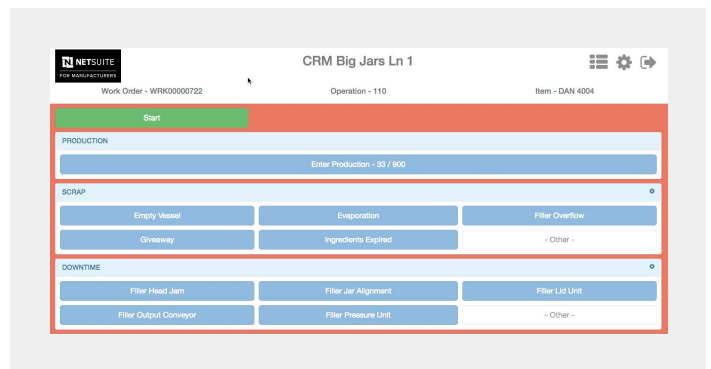 N NETSUITE
FOR MANUFACTURERS
CRM Big Jars Ln 1
Work Order - WRK00000722 Operation - 110 Item - DAN 4004
Start
PRODUCTION
Enter Production - 33 / 900
SCRAP
Empty Vessel Evaporation Filler Overflow
Giveaway Ingredients Expired - Other -
DOWNTIME
Filler Head Jam Filler Jar Alignment Filler Lid Unit
Filler Output Conveyor Filler Pressure Unit - Other -